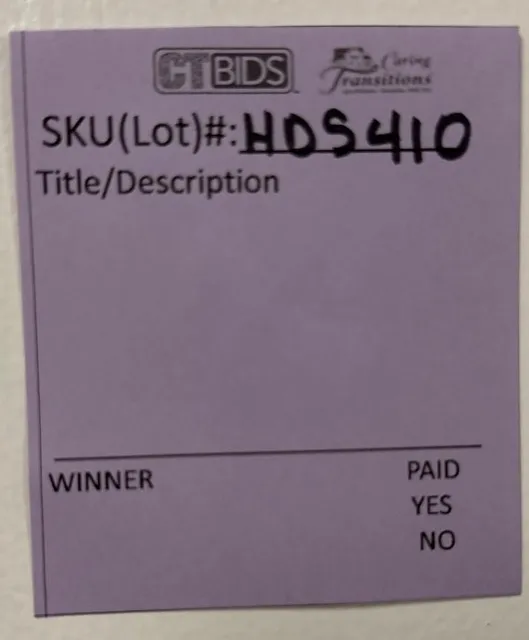 CTBIDS Caring Transitions
SKU(Lot)#: HDS410
Title/Description
WINNER PAID
YES
NO